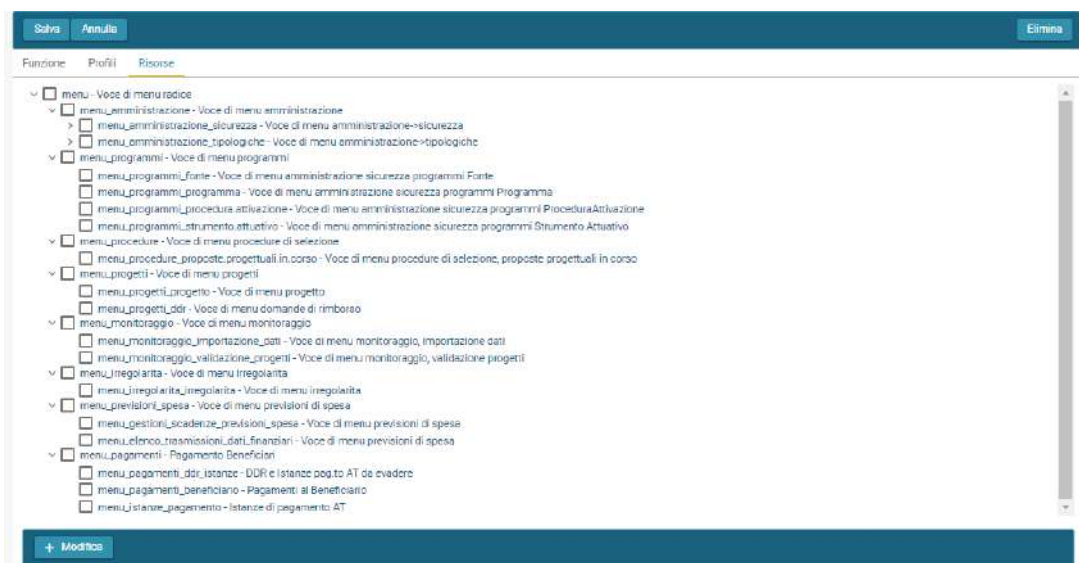 Salva Annulla Elimina
Funzione Profili Risorse
menu - Voce di menu radice
menu_amministrazione - Voce di menu amministrazione
menu_amministrazione_sicurezza - Voce di menu amministrazione->sicurezza
menu_amministrazione_tipologiche - Voce di menu amministrazione->tipologiche
menu_programmi - Voce di menu programmi
menu_programmi_fonte - Voce di menu amministrazione sicurezza programmi Fonte
menu_programmi_programma - Voce di menu amministrazione sicurezza programmi Programma
menu_programmi_procedura.attivazione - Voce di menu amministrazione sicurezza programmi ProceduraAttivazione
menu_programmi_strumento.attuativo - Voce di menu amministrazione sicurezza programmi Strumento Attuativo
menu_procedure - Voce di menu procedure di selezione
menu_procedure_proposte.progettuali.in.corso - Voce di menu procedure di selezione, proposte progettuali in corso
menu_progetti - Voce di menu progetti
menu_progetti_progetto - Voce di menu progetto
menu_progetti_ddr - Voce di menu domande di rimborso
menu_monitoraggio - Voce di menu monitoraggio
menu_monitoraggio_importazione_dati - Voce di menu monitoraggio, importazione dati
menu_monitoraggio_validazione_progetti - Voce di menu monitoraggio, validazione progetti
menu_irregolarita - Voce di menu irregolarita
menu_irregolarita_irregolarita - Voce di menu irregolarita
menu_previsioni_spesa - Voce di menu previsioni di spesa
menu_gestioni_scadenze_previsioni_spesa - Voce di menu previsioni di spesa
menu_elenco_trasmissioni_dati_finanziari - Voce di menu previsioni di spesa
menu_pagamenti - Pagamento Beneficiari
menu_pagamenti_ddr_istanze - DDR e Istanze pag.to AT da evadere
menu_pagamenti_beneficiario - Pagamenti al Beneficiario
menu_istanze_pagamento - Istanze di pagamento AT
+ Modifica